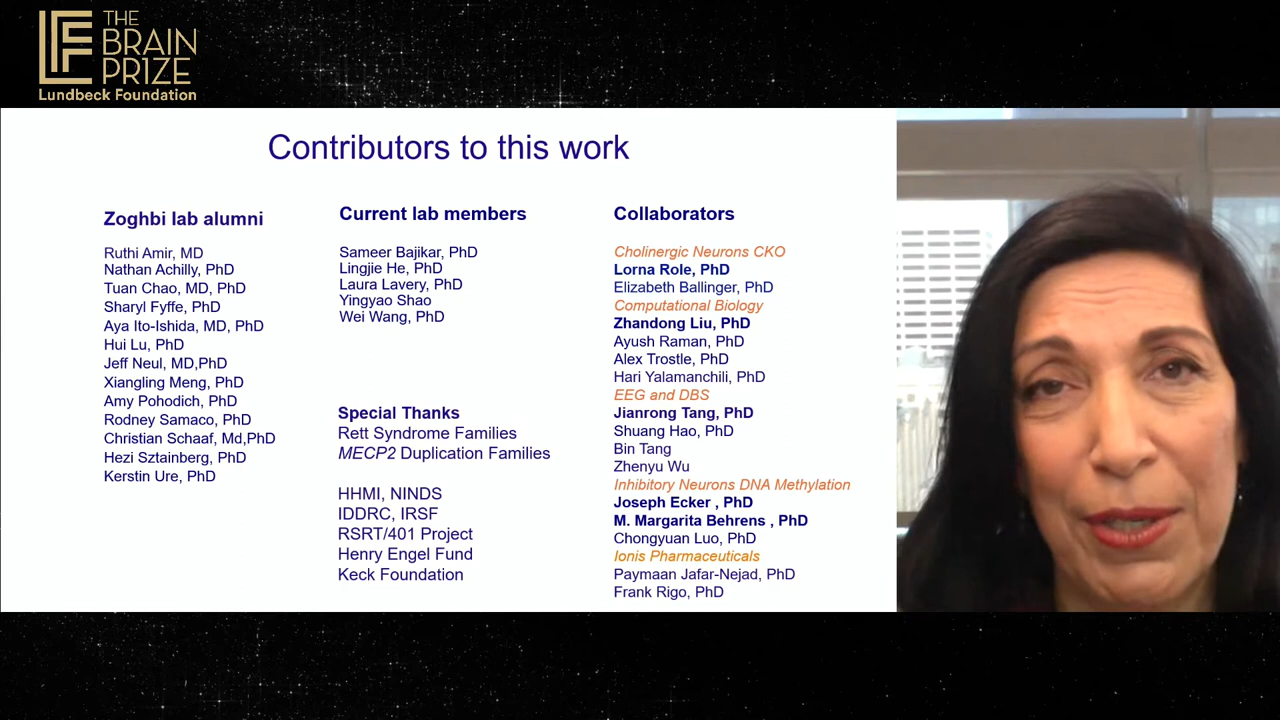 THE
BRAIN
PRIZE
Lundbeck Foundation
Contributors to this work
Zoghbi lab alumni
Ruthi Amir, MD
Nathan Achilly, PhD
Tuan Chao, MD, PhD
Sharyl Fyffe, PhD
Aya Ito-Ishida, MD, PhD
Hui Lu, PhD
Jeff Neul, MD,PhD
Xiangling Meng, PhD
Amy Pohodich, PhD
Rodney Samaco, PhD
Christian Schaaf, Md,PhD
Hezi Sztainberg, PhD
Kerstin Ure, PhD
Current lab members
Sameer Bajikar, PhD
Lingjie He, PhD
Laura Lavery, PhD
Yingyao Shao
Wei Wang, PhD
Special Thanks
Rett Syndrome Families
MECP2 Duplication Families
HHMI, NINDS
IDDRC, IRSF
RSRT/401 Project
Henry Engel Fund
Keck Foundation
Collaborators
Cholinergic Neurons CKO
Lorna Role, PhD
Elizabeth Ballinger, PhD
Computational Biology
Zhandong Liu, PhD
Ayush Raman, PhD
Alex Trostle, PhD
Hari Yalamanchili, PhD
EEG and DBS
Jianrong Tang, PhD
Shuang Hao, PhD
Bin Tang
Zhenyu Wu
Inhibitory Neurons DNA Methylation
Joseph Ecker , PhD
M. Margarita Behrens , PhD
Chongyuan Luo, PhD
Ionis Pharmaceuticals
Paymaan Jafar-Nejad, PhD
Frank Rigo, PhD